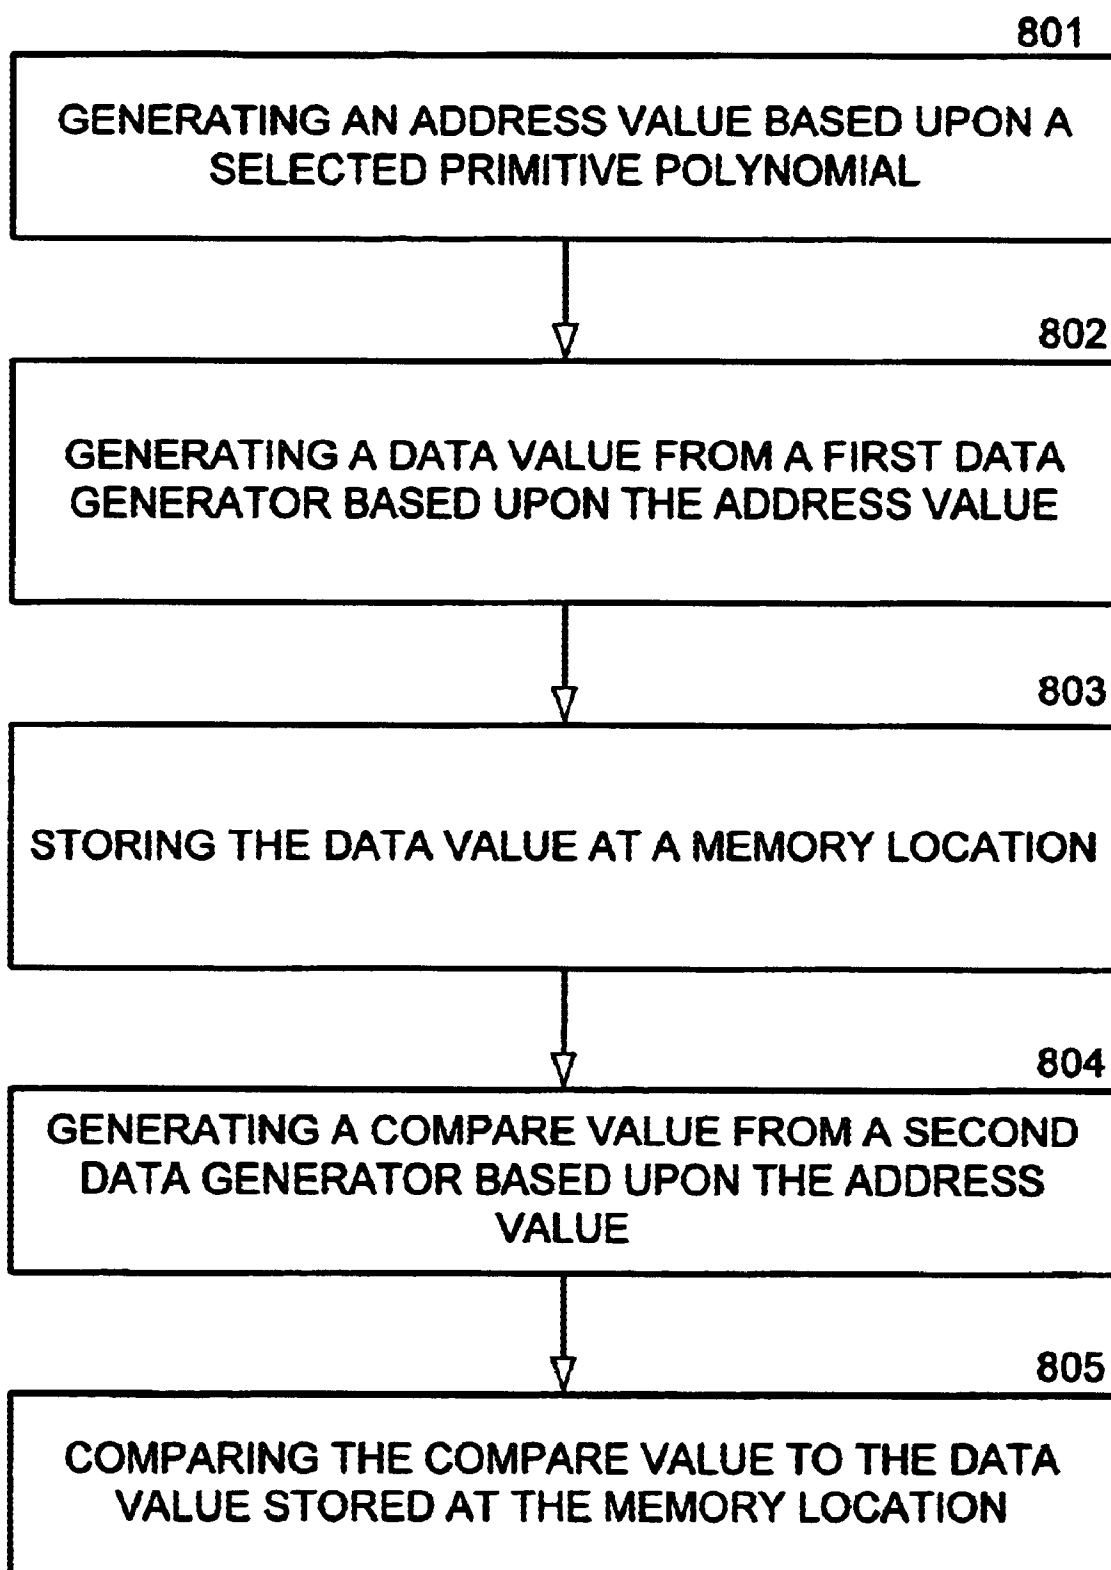 801
GENERATING AN ADDRESS VALUE BASED UPON A
SELECTED PRIMITIVE POLYNOMIAL
802
GENERATING A DATA VALUE FROM A FIRST DATA
GENERATOR BASED UPON THE ADDRESS VALUE
803
STORING THE DATA VALUE AT A MEMORY LOCATION
804
GENERATING A COMPARE VALUE FROM A SECOND
DATA GENERATOR BASED UPON THE ADDRESS
VALUE
805
COMPARING THE COMPARE VALUE TO THE DATA
VALUE STORED AT THE MEMORY LOCATION